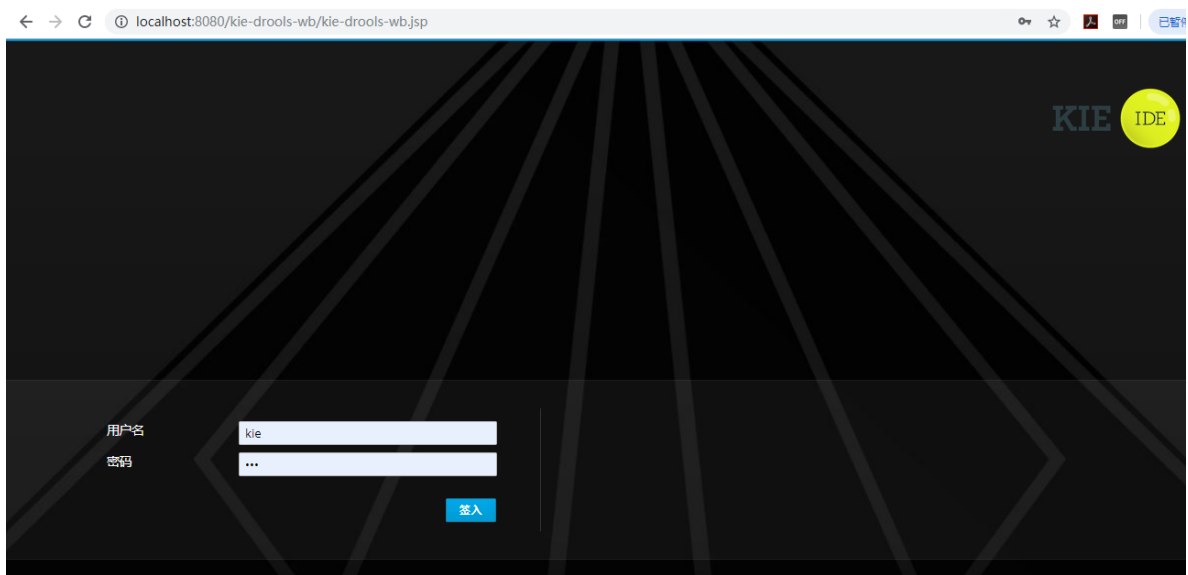 localhost:8080/kie-drools-wb/kie-drools-wb.jsp
OFF
已暂停
KIE IDE
用户名
kie
密码
•••
签入